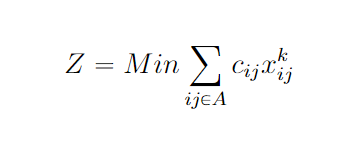 Z = Min ∑_{ij∈A} c_{ij} x_{ij}^k